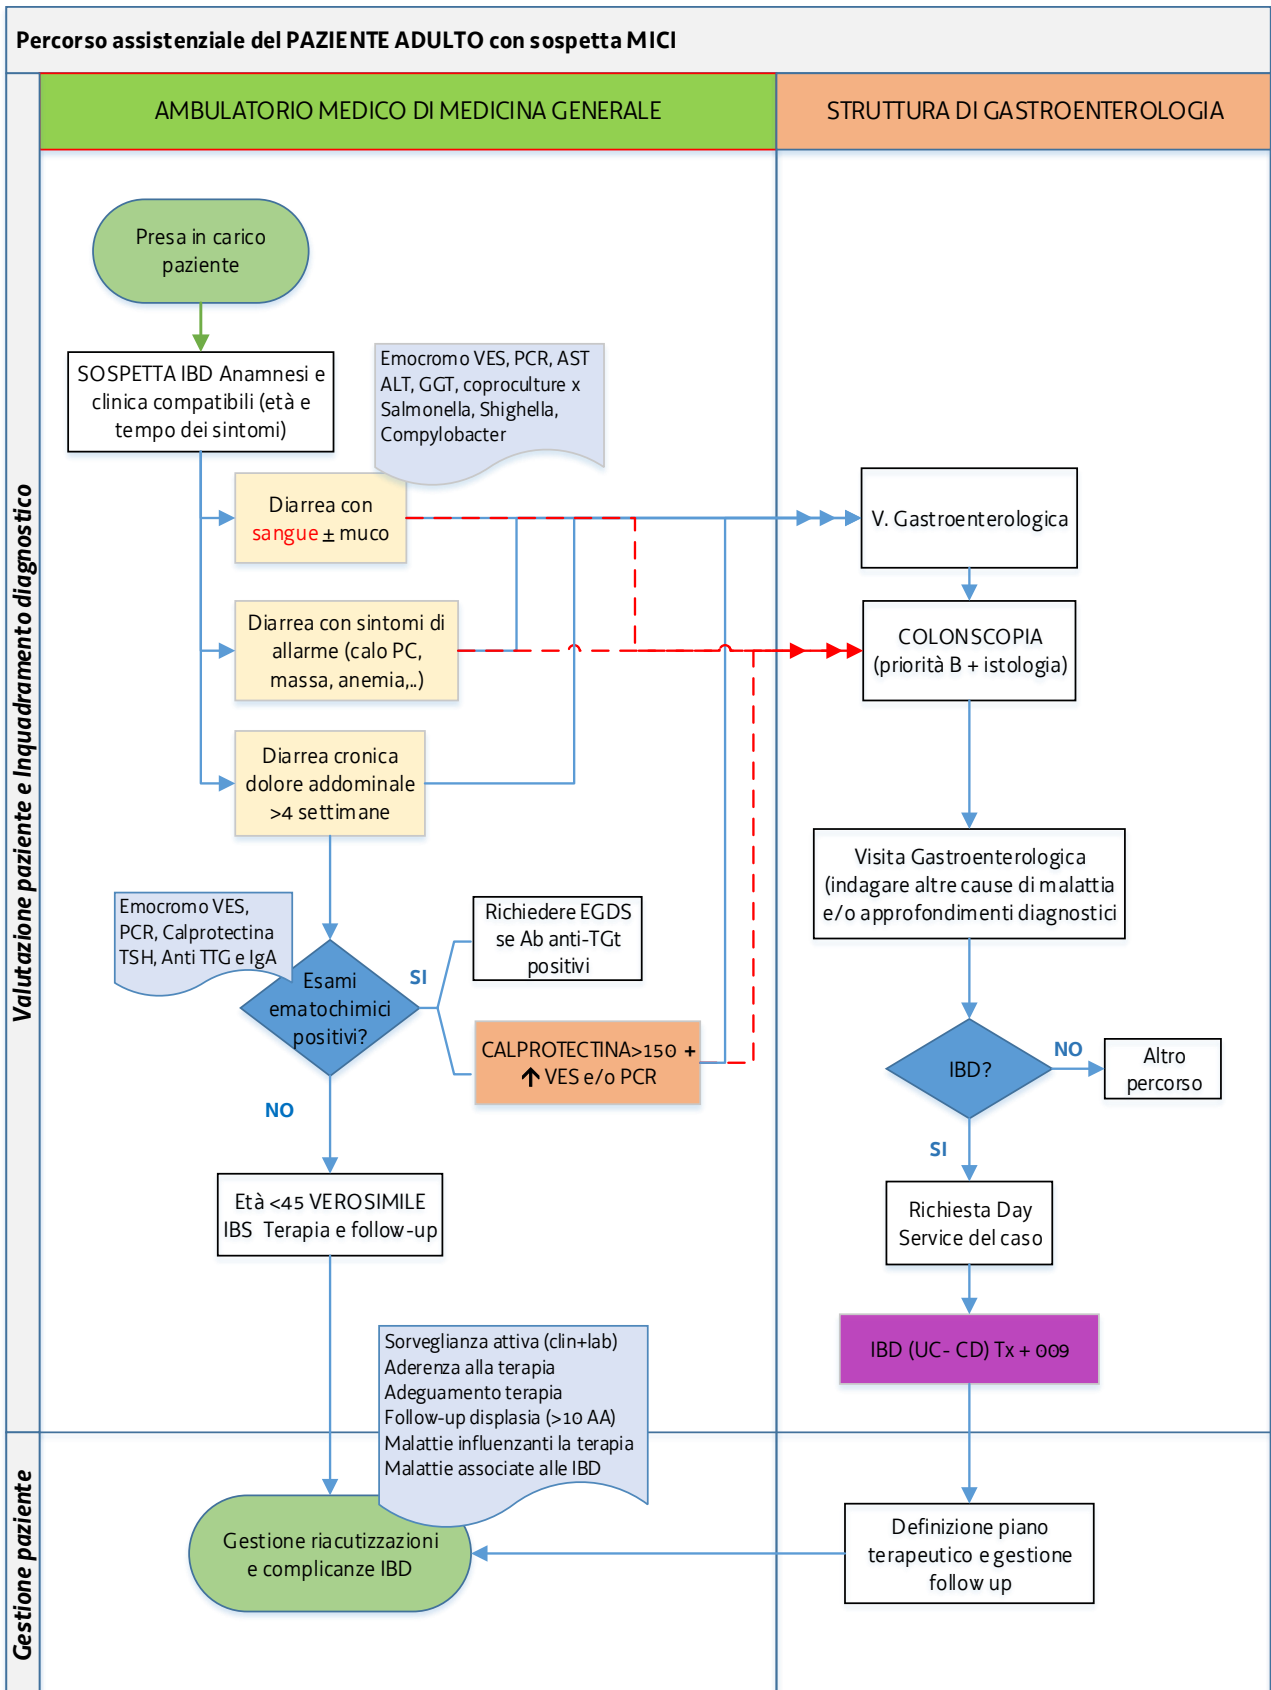 Percorso assistenziale del PAZIENTE ADULTO con sospetta MICI
AMBULATORIO MEDICO DI MEDICINA GENERALE
STRUTTURA DI GASTROENTEROLOGIA
Valutazione paziente e Inquadramento diagnostico
Presa in carico
paziente
SOSPETTA IBD Anamnesi e
clinica compatibili (età e
tempo dei sintomi)
Emocromo VES, PCR, AST
ALT, GGT, coproculture x
Salmonella, Shighella,
Compylobacter
Diarrea con
sangue ± muco
V. Gastroenterologica
Diarrea con sintomi di
allarme (calo PC,
massa, anemia,..)
COLONSCOPIA
(priorità B + istologia)
Diarrea cronica
dolore addominale
>4 settimane
Visita Gastroenterologica
(indagare altre cause di malattia
e/o approfondimenti diagnostici
Emocromo VES,
PCR, Calprotectina
TSH, Anti TTG e IgA
Esami
ematochimici
positivi?
SI
Richiedere EGDS
se Ab anti-TGt
positivi
CALPROTECTINA>150 +
↑ VES e/o PCR
NO
IBD?
NO
Altro
percorso
SI
Età <45 VEROSIMILE
IBS Terapia e follow-up
Richiesta Day
Service del caso
IBD (UC- CD) Tx + 009
Sorveglianza attiva (clin+lab)
Aderenza alla terapia
Adeguamento terapia
Follow-up displasia (>10 AA)
Malattie influenzanti la terapia
Malattie associate alle IBD
Gestione paziente
Gestione riacutizzazioni
e complicanze IBD
Definizione piano
terapeutico e gestione
follow up